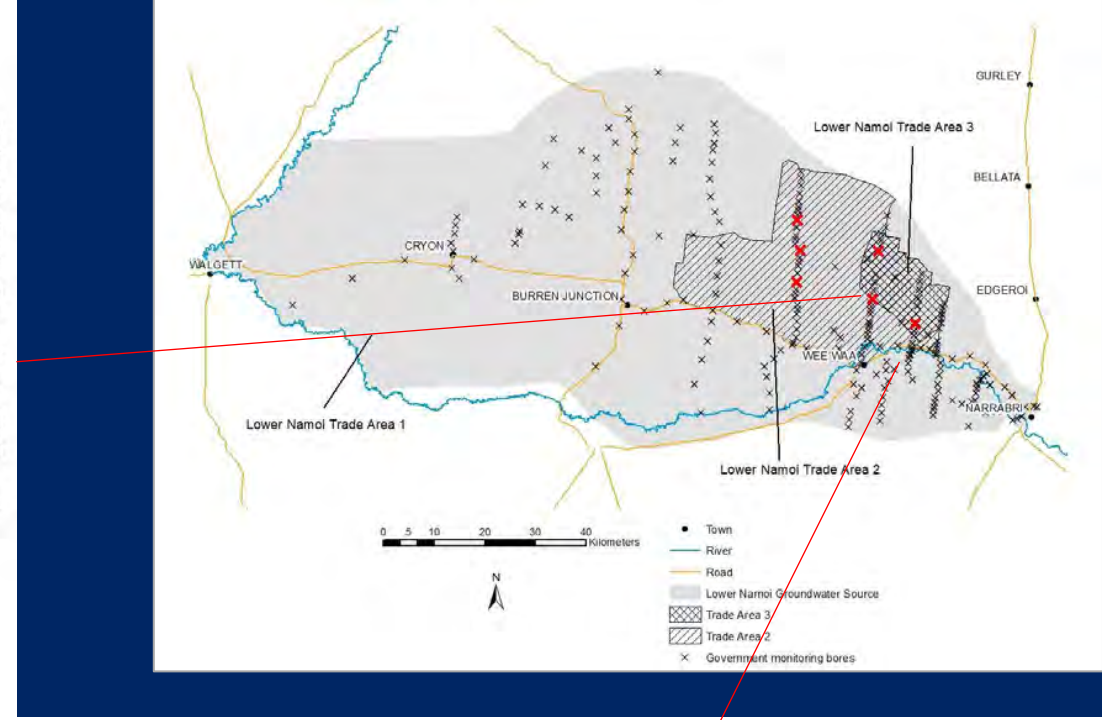 GURLEY
Lower Namoi Trade Area 3
BELLATA
CRYON
WALGETT
EDGEROI
BURREN JUNCTION
WEE WAA
NARRABRI
Lower Namoi Trade Area 1
Lower Namoi Trade Area 2
0 5 10 20 30 40
Kilometers
N
Town
River
Road
Lower Namoi Groundwater Source
Trade Area 3
Trade Area 2
Government monitoring bores